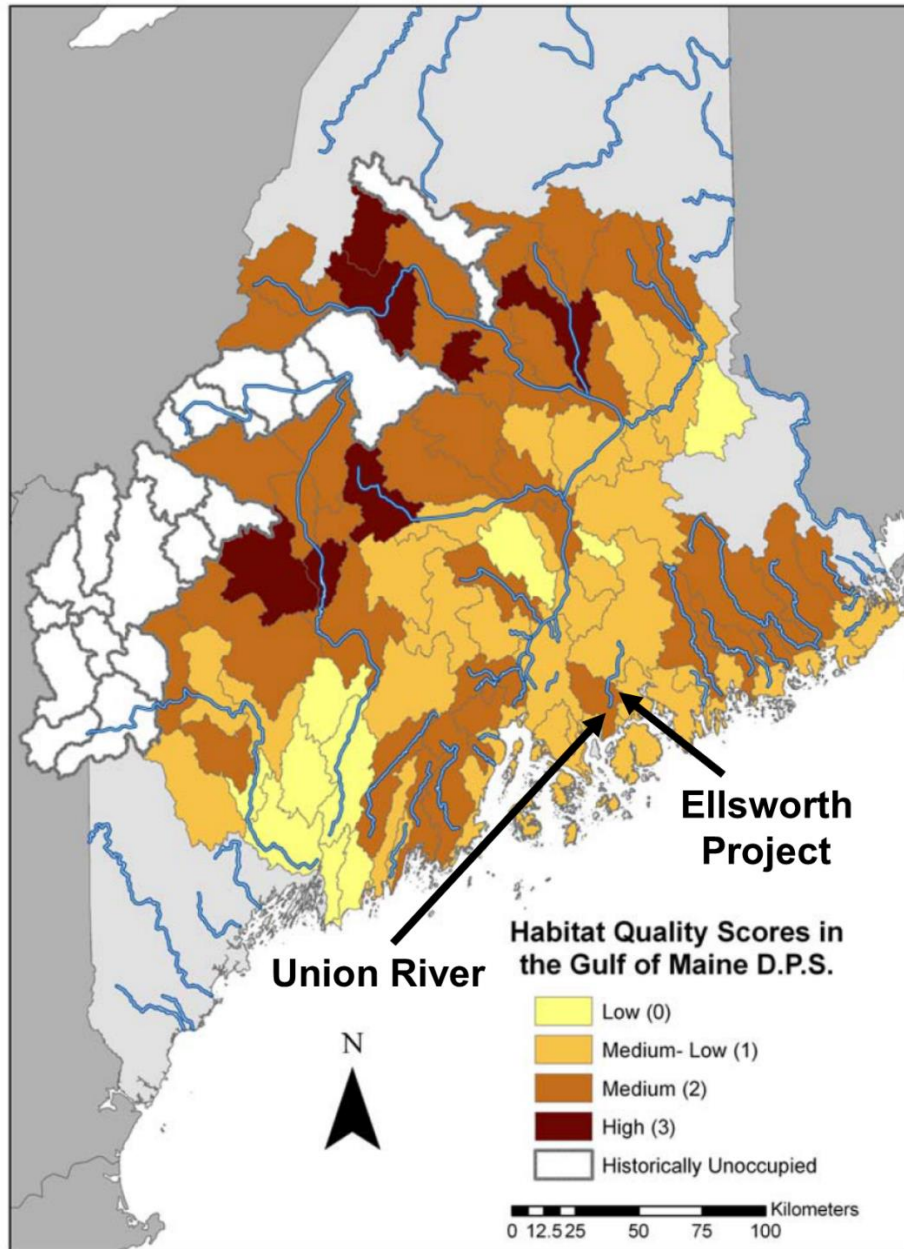 Ellsworth
Project
Union River
Habitat Quality Scores in
the Gulf of Maine D.P.S.
Low (0)
Medium- Low (1)
Medium (2)
High (3)
Historically Unoccupied
N
Kilometers
0 12.5 25 50 75 100